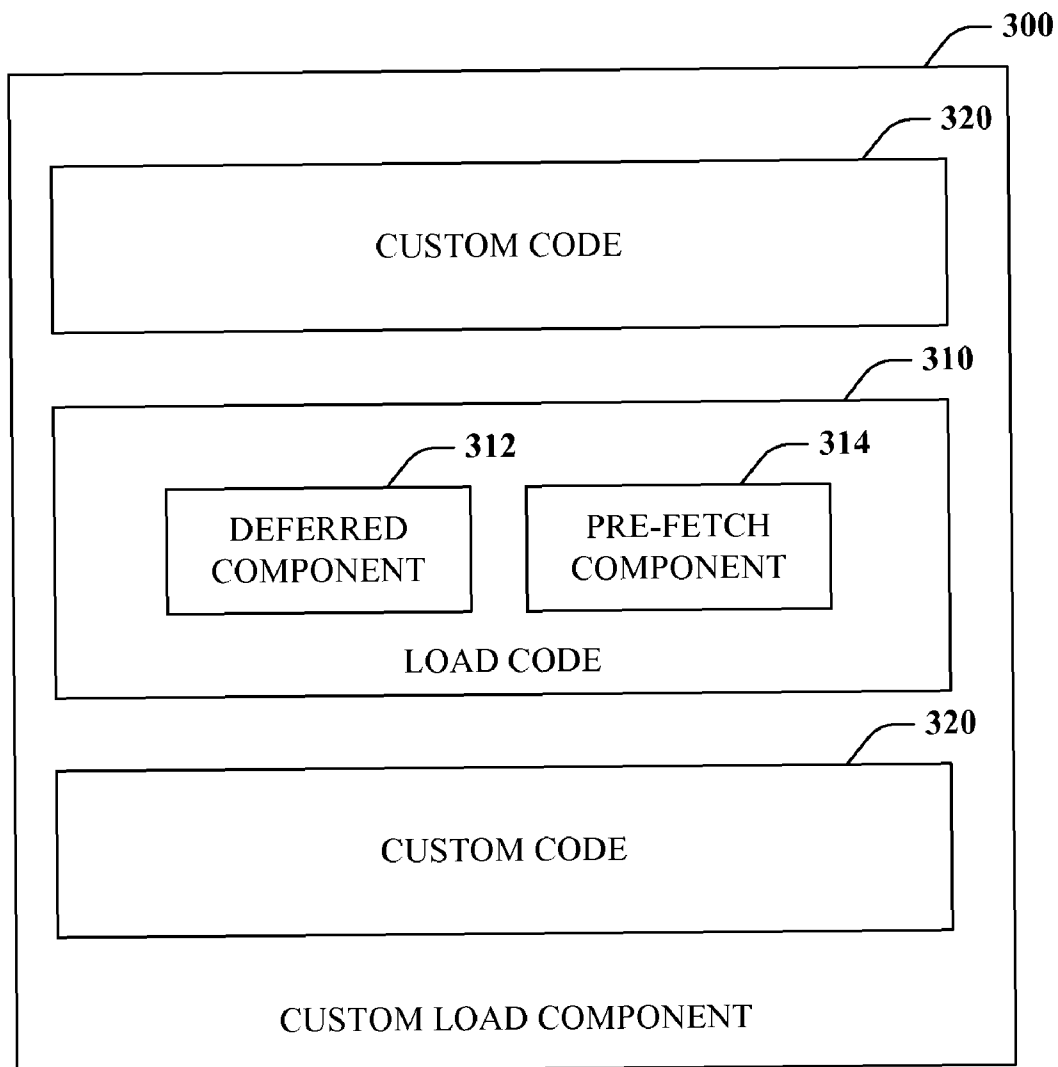 300
320
CUSTOM CODE
310
312
314
DEFERRED
COMPONENT
PRE-FETCH
COMPONENT
LOAD CODE
320
CUSTOM CODE
CUSTOM LOAD COMPONENT